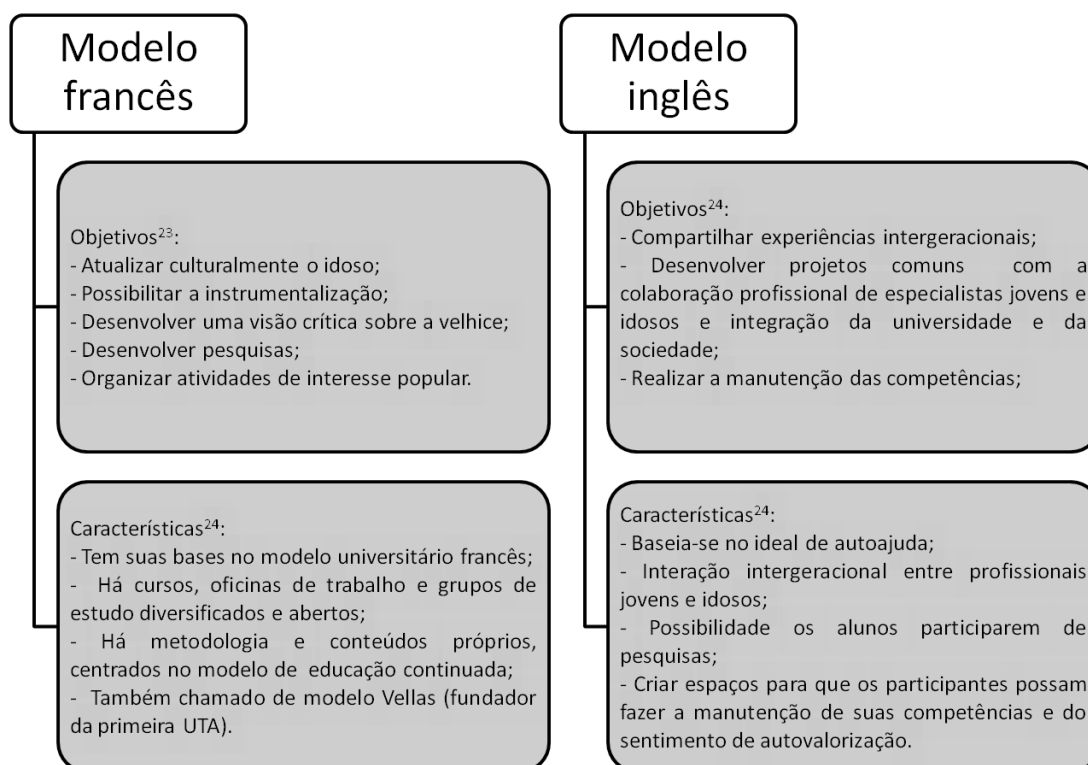 Modelo
francês
Objetivos²³:
- Atualizar culturalmente o idoso;
- Possibilitar a instrumentalização;
- Desenvolver uma visão crítica sobre a velhice;
- Desenvolver pesquisas;
- Organizar atividades de interesse popular.
Características²⁴:
- Tem suas bases no modelo universitário francês;
- Há cursos, oficinas de trabalho e grupos de
estudo diversificados e abertos;
- Há metodologia e conteúdos próprios,
centrados no modelo de educação continuada;
- Também chamado de modelo Vellas (fundador
da primeira UTA).
Modelo
inglês
Objetivos²⁴:
- Compartilhar experiências intergeracionais;
- Desenvolver projetos comuns com a
colaboração profissional de especialistas jovens e
idosos e integração da universidade e da
sociedade;
- Realizar a manutenção das competências;
Características²⁴:
- Baseia-se no ideal de autoajuda;
- Interação intergeracional entre profissionais
jovens e idosos;
- Possibilidade os alunos participarem de
pesquisas;
- Criar espaços para que os participantes possam
fazer a manutenção de suas competências e do
sentimento de autovalorização.